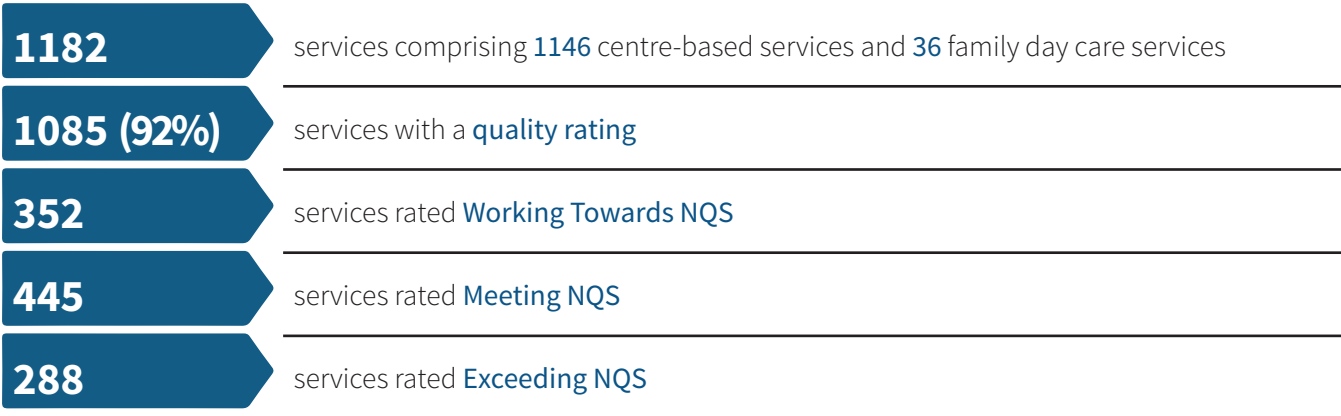 1182 services comprising 1146 centre-based services and 36 family day care services
1085 (92%) services with a quality rating
352 services rated Working Towards NQS
445 services rated Meeting NQS
288 services rated Exceeding NQS